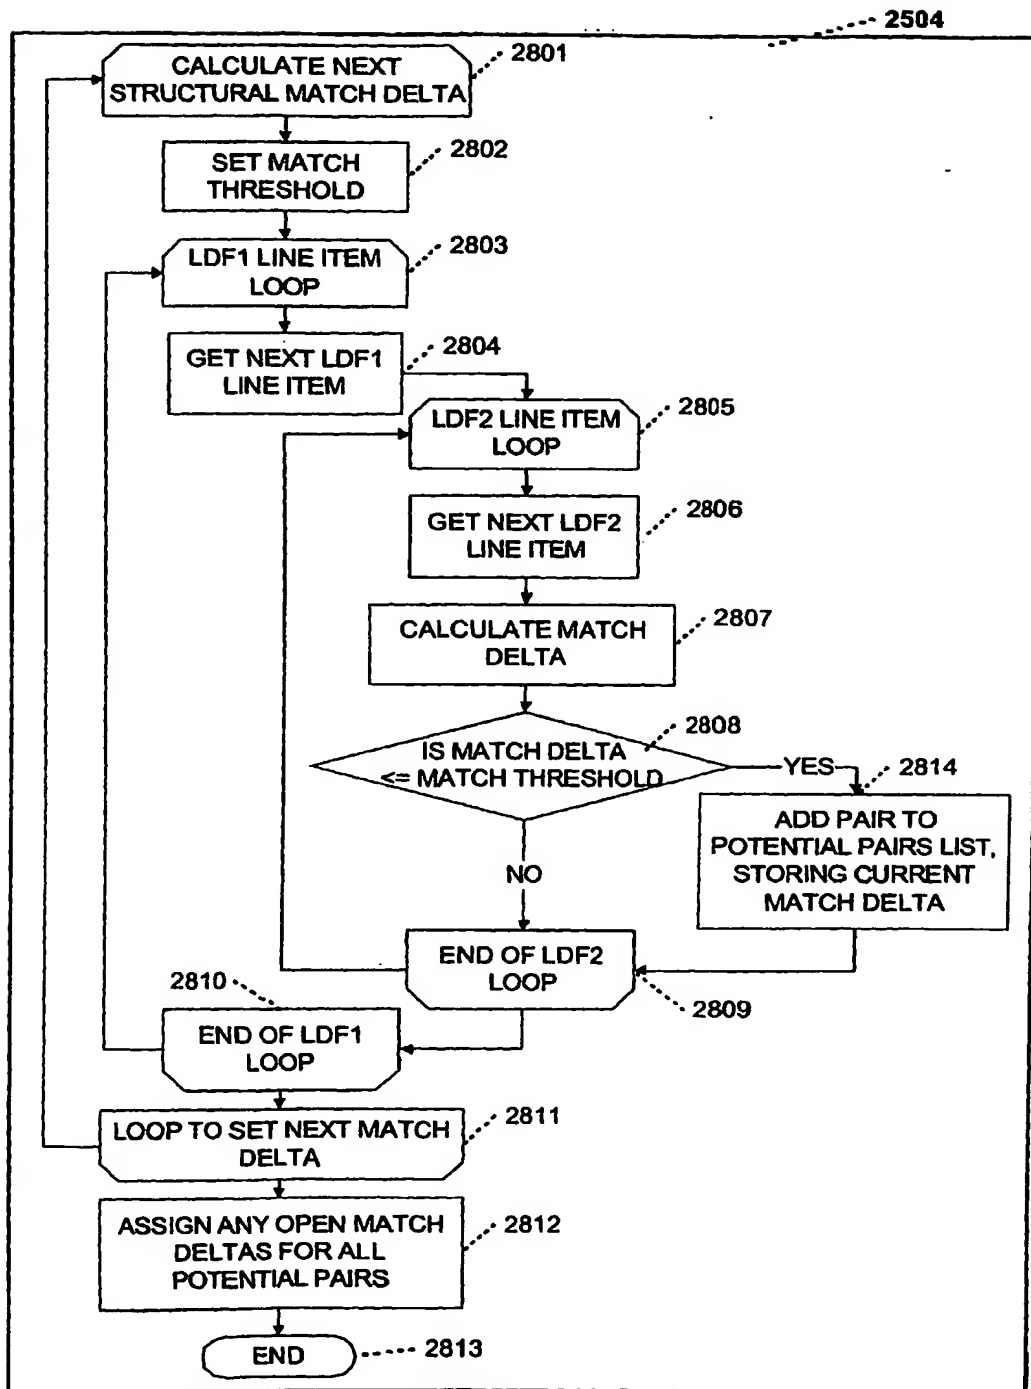 2504
CALCULATE NEXT
STRUCTURAL MATCH DELTA
2801
SET MATCH
THRESHOLD
2802
LDF1 LINE ITEM
LOOP
2803
GET NEXT LDF1
LINE ITEM
2804
LDF2 LINE ITEM
LOOP
2805
GET NEXT LDF2
LINE ITEM
2806
CALCULATE MATCH
DELTA
2807
IS MATCH DELTA
<= MATCH THRESHOLD
2808
YES
2814
ADD PAIR TO
POTENTIAL PAIRS LIST,
STORING CURRENT
MATCH DELTA
NO
END OF LDF2
LOOP
2809
2810
END OF LDF1
LOOP
LOOP TO SET NEXT MATCH
DELTA
2811
ASSIGN ANY OPEN MATCH
DELTAS FOR ALL
POTENTIAL PAIRS
2812
END
2813